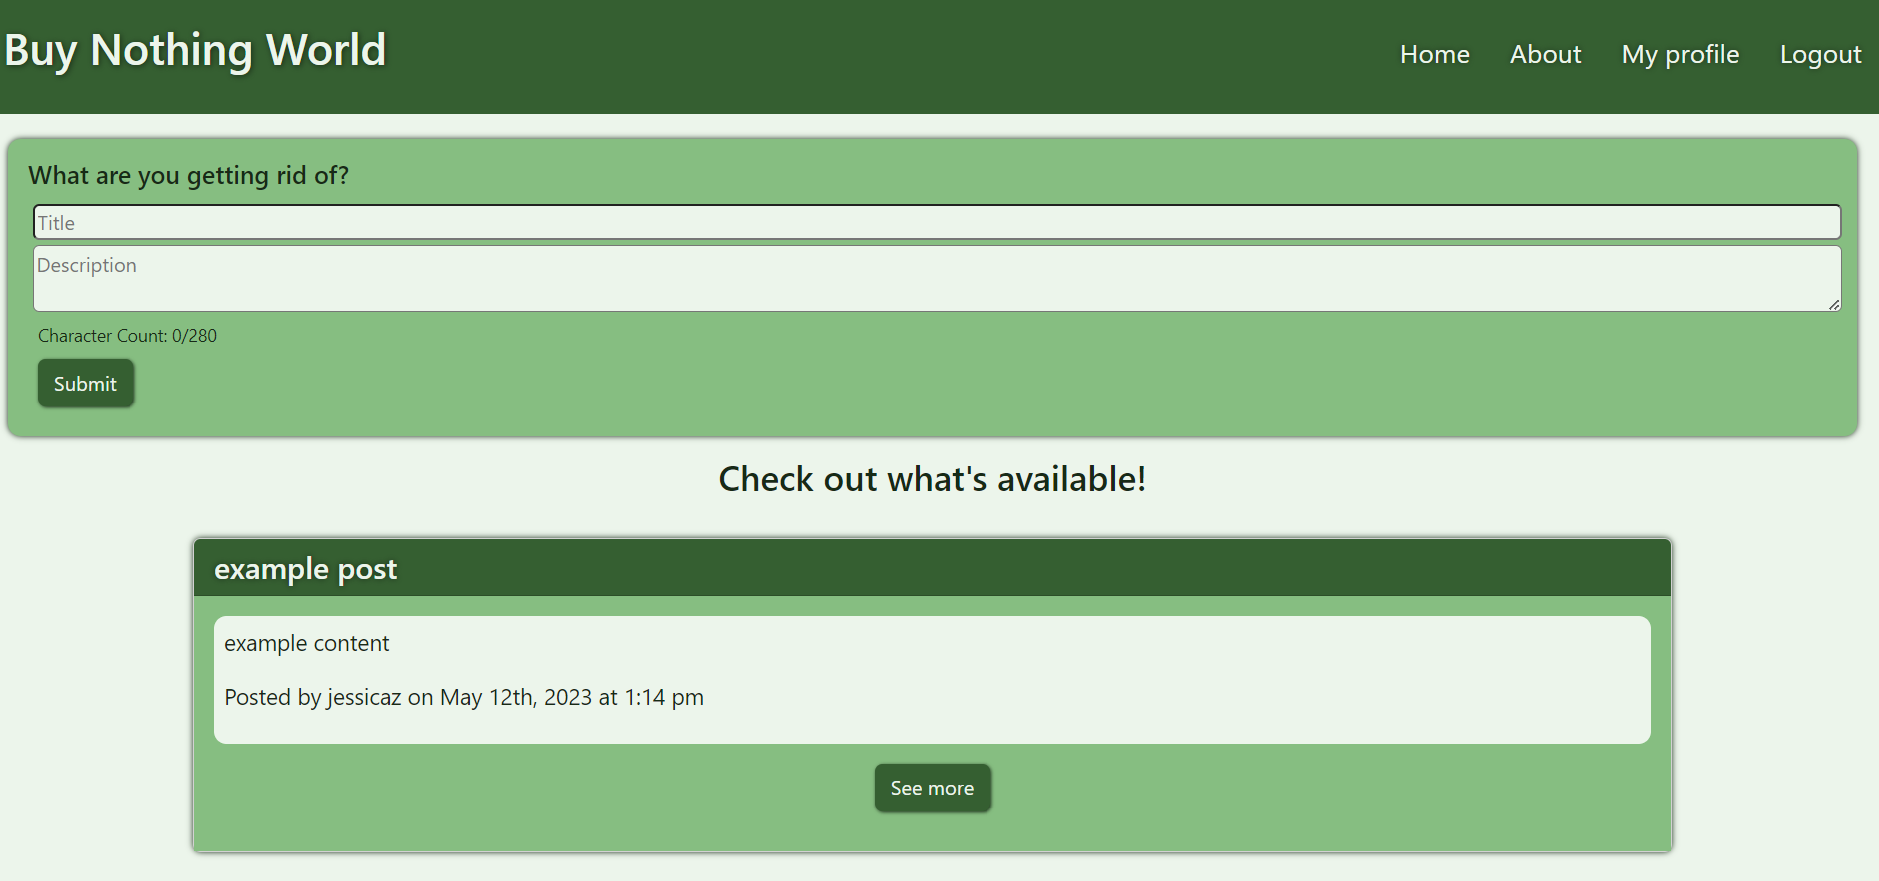 Buy Nothing World
Home About My profile Logout
What are you getting rid of?
Title
Description
Character Count: 0/280
Submit
Check out what's available!
example post
example content
Posted by jessicaz on May 12th, 2023 at 1:14 pm
See more